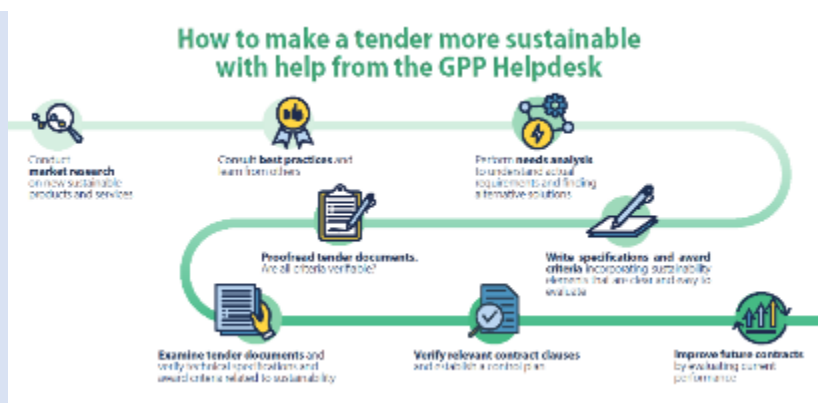 How to make a tender more sustainable
with help from the GPP Helpdesk
Conduct
market research
on new sustainable
products and services
Consult best practices and
learn from others
Perform needs analysis
to understand actual
requirements and finding
alternative solutions
Proofread tender documents.
Are all criteria verifiable?
Write specifications and award
criteria incorporating sustainability
elements that are clear and easy to
evaluate
Examine tender documents and
verify technical specifications and
award criteria related to sustainability
Verify relevant contract clauses
and establish a control plan
Improve future contracts
by evaluating current
performance